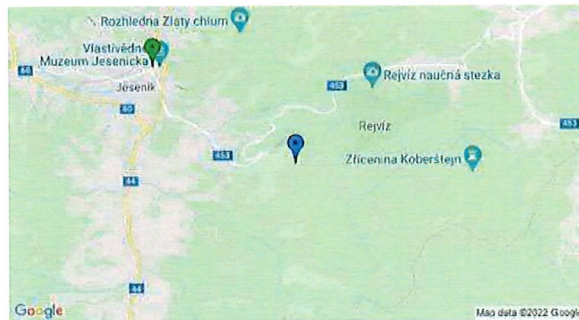 Rozhledna Zlatý chlum
Vlastivědné
Muzeum Jesenicka
60
453
Rejvíz naučná stezka
Jeseník
60
Rejvíz
453
Zřícenina Koberštejn
44
44
Google
Map data ©2022 Google